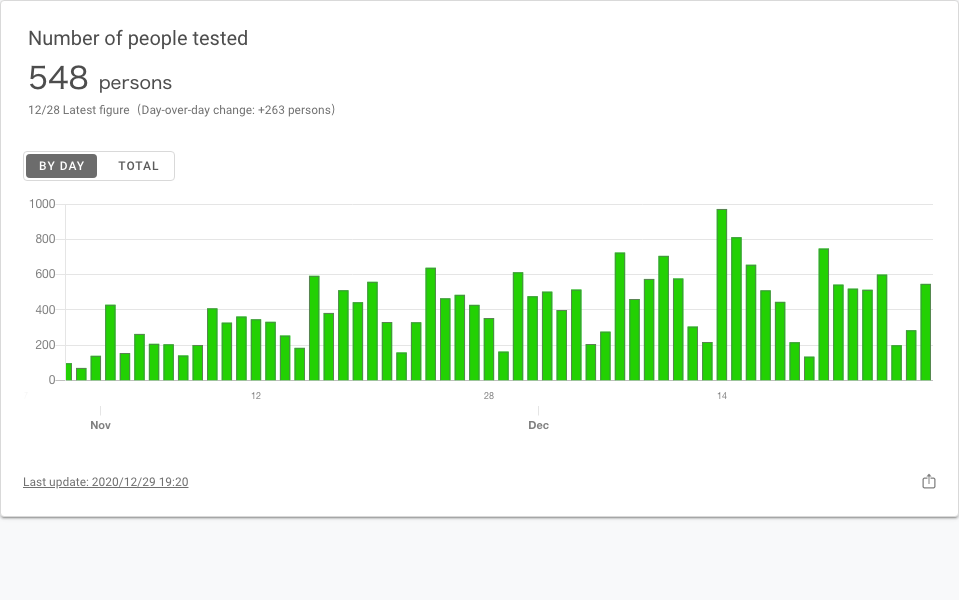 Number of people tested
548 persons
12/28 Latest figure（Day-over-day change: +263 persons）
BY DAY TOTAL
1000
800
600
400
200
0
12 28 14
Nov Dec
Last update: 2020/12/29 19:20